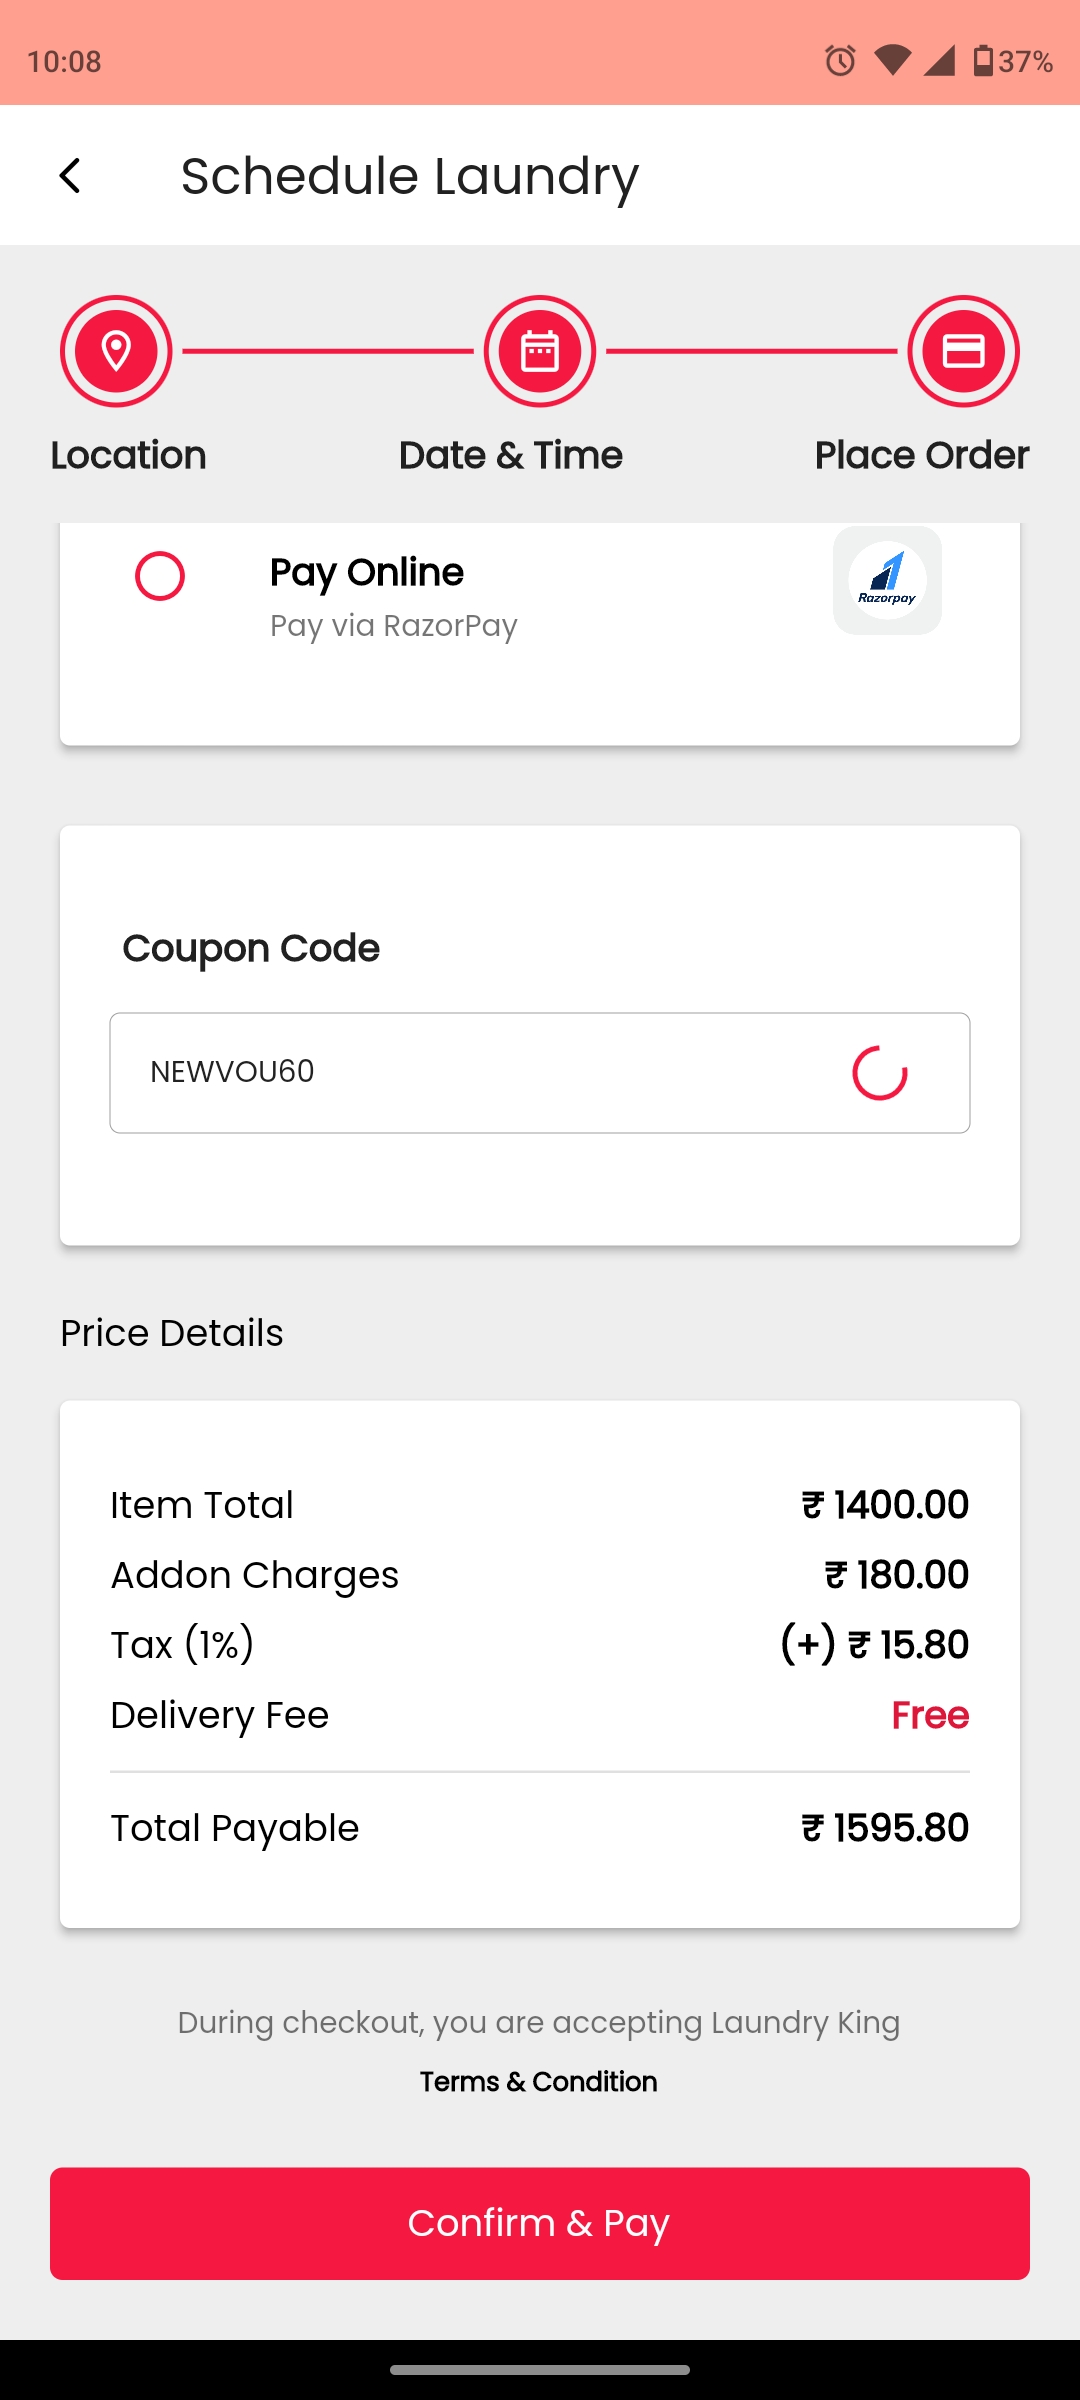 10:08
37%
Schedule Laundry
Location Date & Time Place Order
Pay Online
Pay via RazorPay
Razorpay
Coupon Code
NEWVOU60
Price Details
Item Total ₹ 1400.00
Addon Charges ₹ 180.00
Tax (1%) (+) ₹ 15.80
Delivery Fee Free
Total Payable ₹ 1595.80
During checkout, you are accepting Laundry King
Terms & Condition
Confirm & Pay